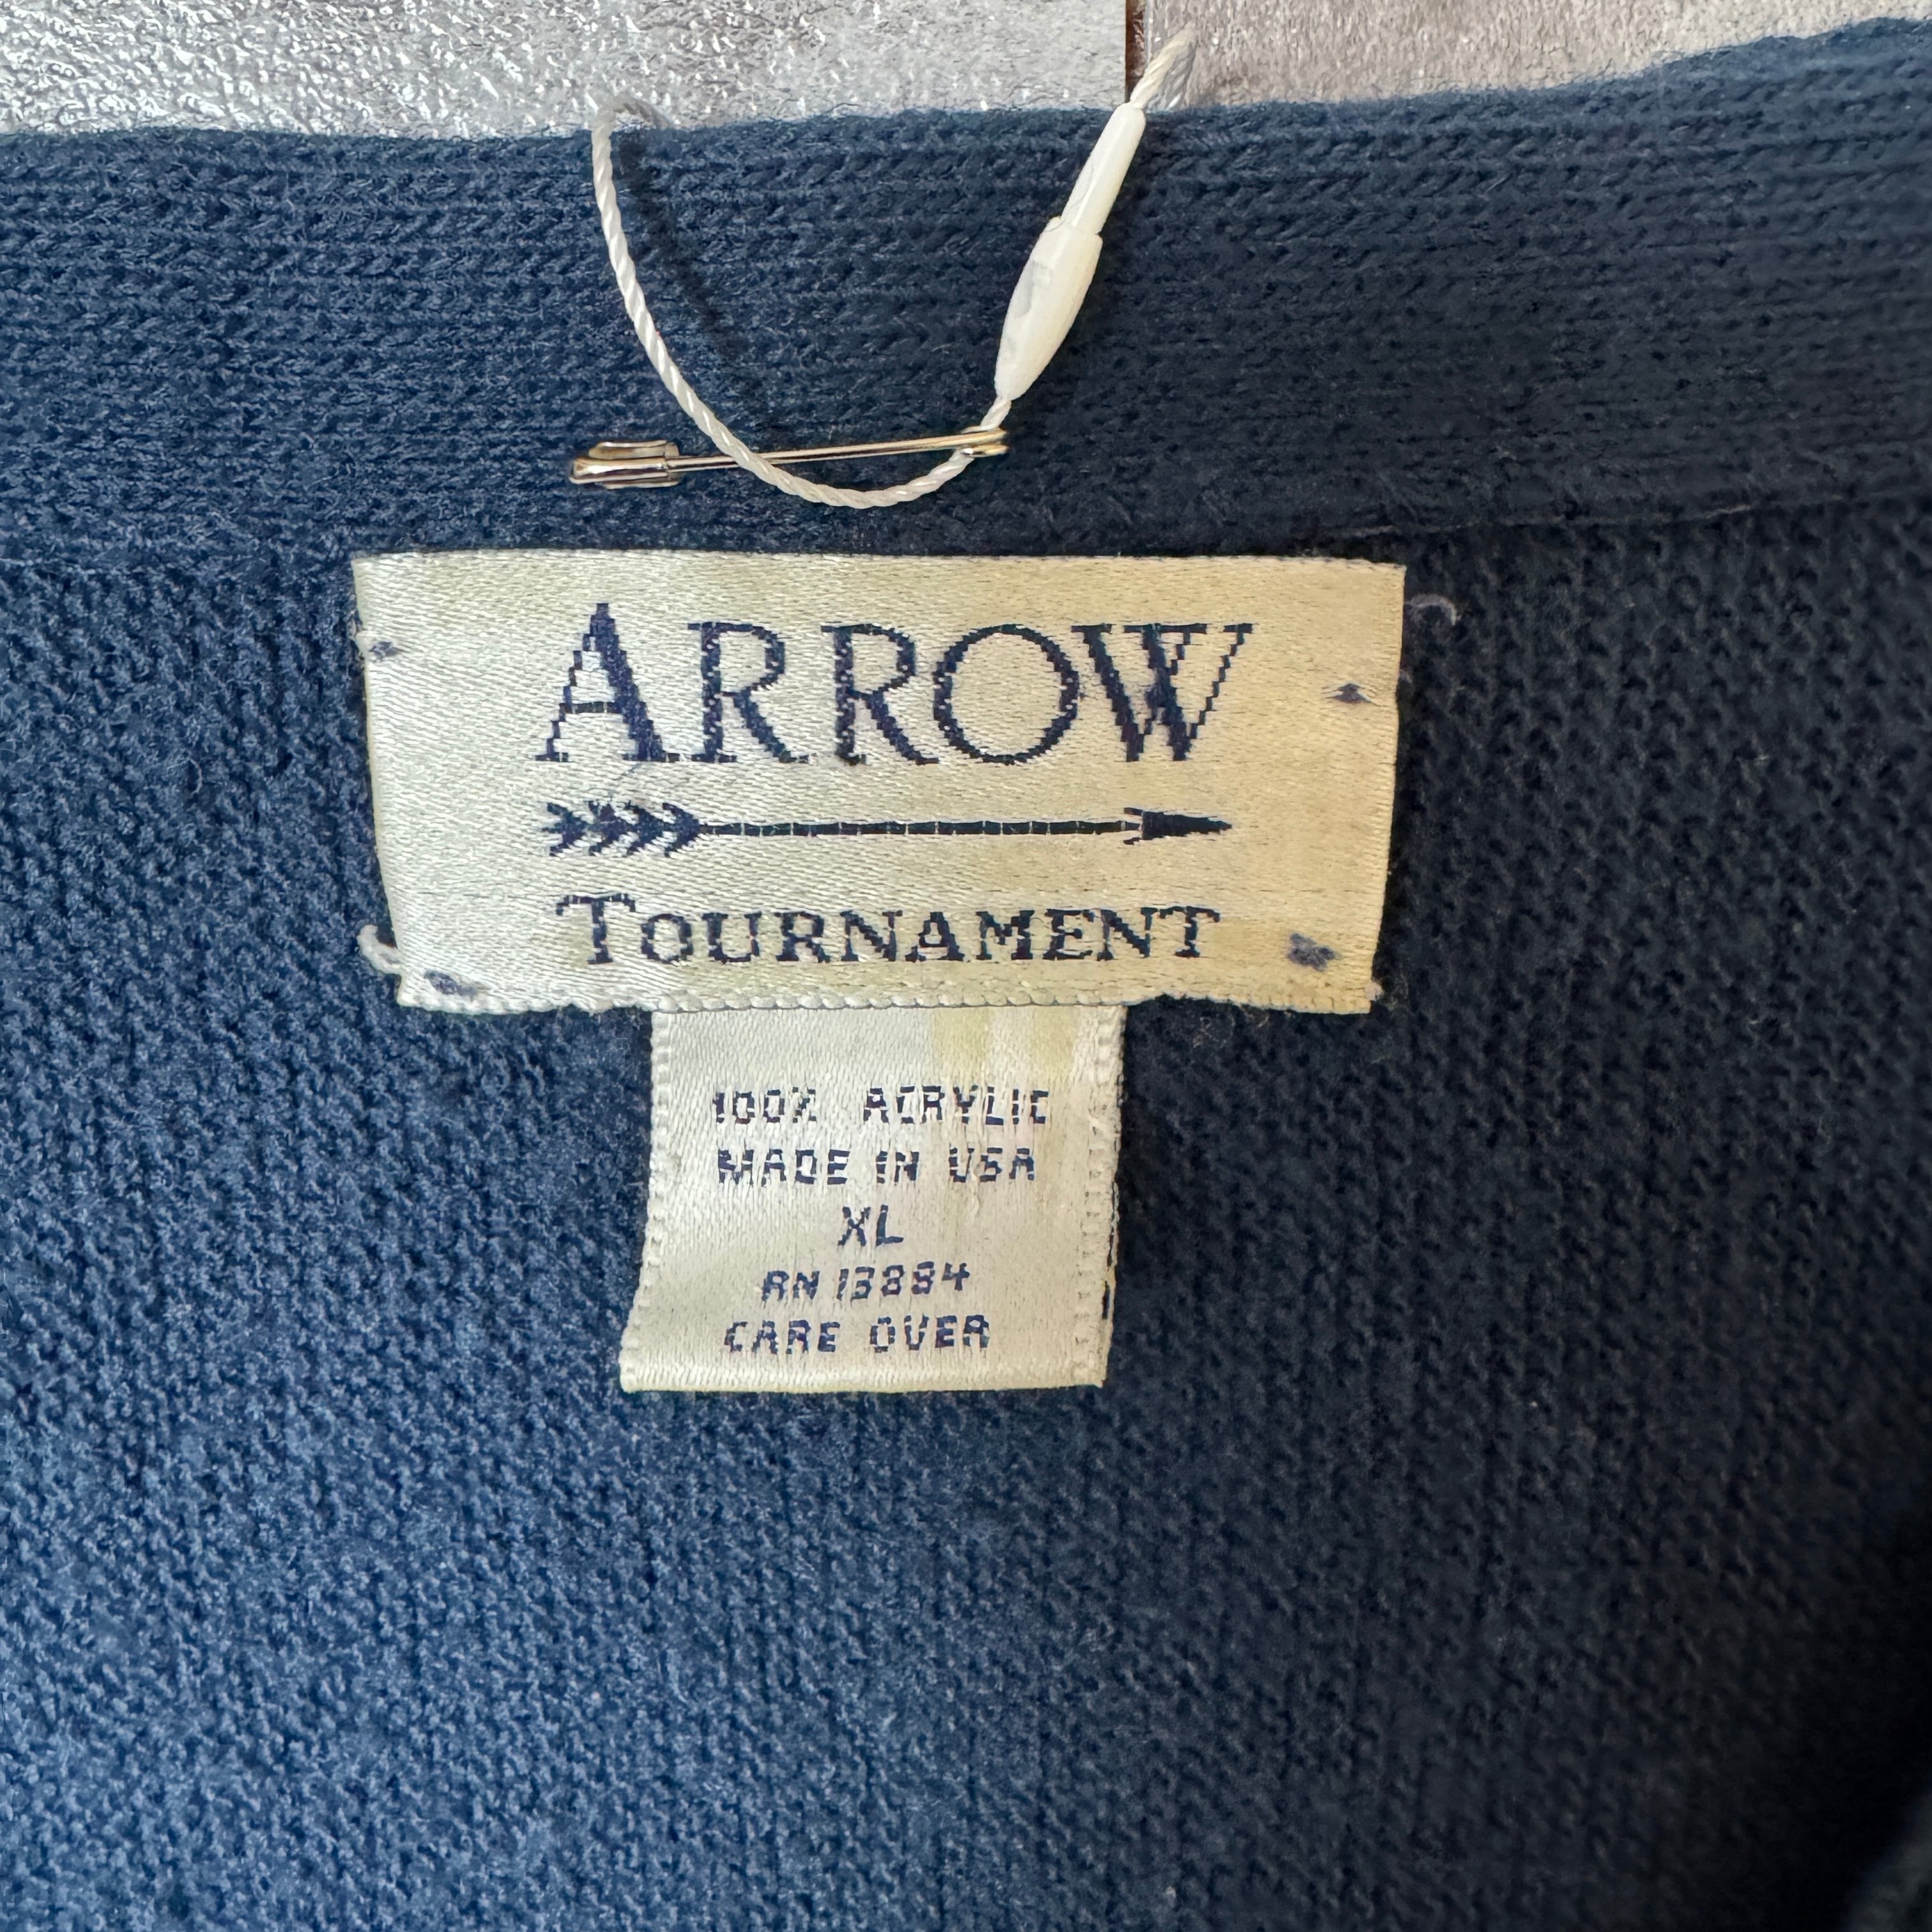 ARROW
TOURNAMENT
100% ACRYLIC
MADE IN USA
XL
RN 13884
CARE OVER